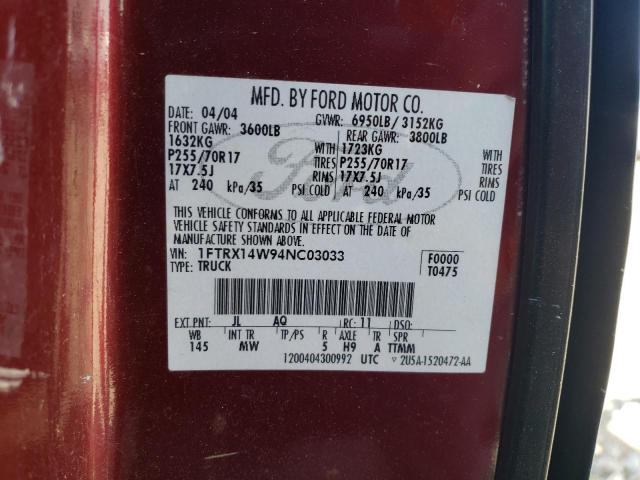 MFD. BY FORD MOTOR CO.
DATE: 04/04 GVWR: 6950LB / 3152KG
FRONT GAWR: 3600LB REAR GAWR: 3800LB
1632KG WITH 1723KG WITH
P255/70R17 TIRES P255/70R17 TIRES
17X7.5J RIMS 17X7.5J RIMS
AT 240 kPa/35 PSI COLD AT 240 kPa/35 PSI COLD
Ford
THIS VEHICLE CONFORMS TO ALL APPLICABLE FEDERAL MOTOR
VEHICLE SAFETY STANDARDS IN EFFECT ON THE DATE OF
MANUFACTURE SHOWN ABOVE.
VIN: 1FTRX14W94NC03033 F0000
TYPE: TRUCK T0475
EXT PNT: JL AQ RC: 11 DSO:
WB INT TR TP/PS R AXLE TR SPR
145 MW 5 H9 A TTMM
1200404300992 UTC ▽ 2U5A-1520472-AA